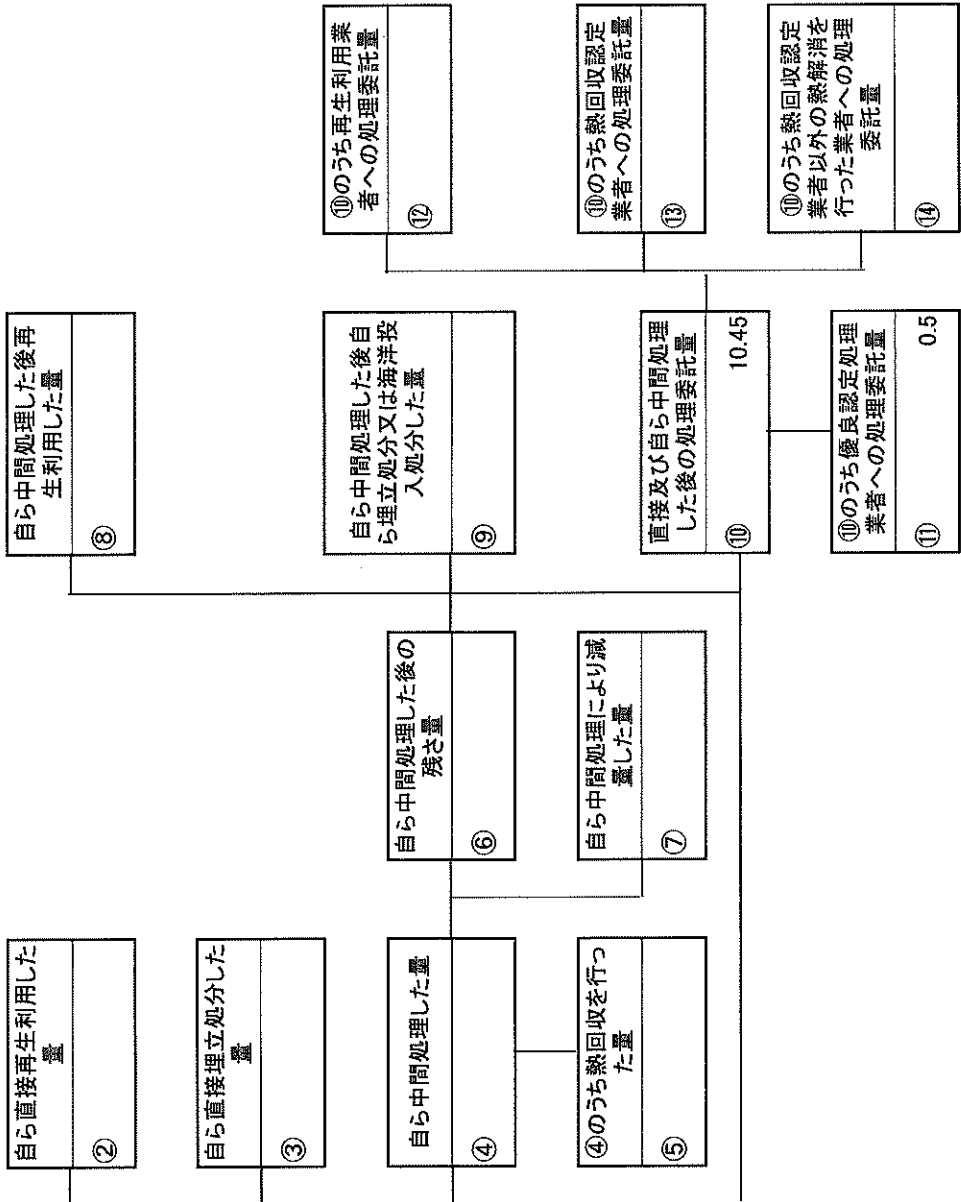 自ら直接再生利用した
量
②
自ら直接埋立処分した
量
③
自ら中間処理した量
④
④のうち熱回収を行っ
た量
⑤
自ら中間処理した後の
残さ量
⑥
自ら中間処理により減
量した量
⑦
自ら中間処理した後再
生利用した量
⑧
自ら中間処理した後自
ら埋立処分又は海洋投
入処分した量
⑨
直接及び自ら中間処理
した後の処理委託量
⑩ 10.45
⑩のうち優良認定処理
業者への処理委託量
⑪ 0.5
⑩のうち再生利用業
者への処理委託量
⑫
⑩のうち熱回収認定
業者への処理委託量
⑬
⑩のうち熱回収認定
業者以外の熱解消を
行った業者への処理
委託量
⑭